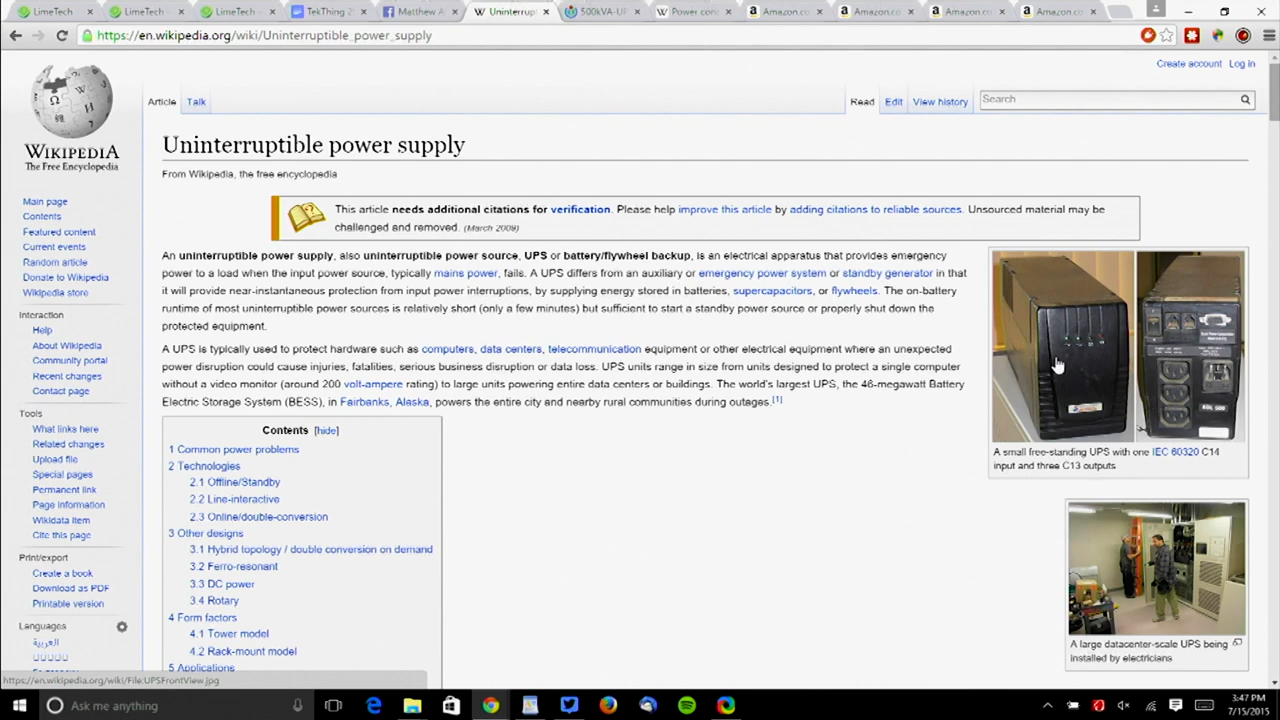 LimeTech
LimeTech
LimeTech
TekThing 2
Matthew A
Uninterrup
500kVA-UP
Power con
Amazon.co
Amazon.co
Amazon.co
Amazon.co
https://en.wikipedia.org/wiki/Uninterruptible_power_supply
Create account Log in
Article Talk
Read Edit View history
Search
WIKIPEDIA
The Free Encyclopedia
Uninterruptible power supply
From Wikipedia, the free encyclopedia
This article needs additional citations for verification. Please help improve this article by adding citations to reliable sources. Unsourced material may be
challenged and removed. (March 2009)
Main page
Contents
Featured content
Current events
Random article
Donate to Wikipedia
Wikipedia store
Interaction
Help
About Wikipedia
Community portal
Recent changes
Contact page
Tools
What links here
Related changes
Upload file
Special pages
Permanent link
Page information
Wikidata item
Cite this page
Print/export
Create a book
Download as PDF
Printable version
Languages
العربية
An uninterruptible power supply, also uninterruptible power source, UPS or battery/flywheel backup, is an electrical apparatus that provides emergency
power to a load when the input power source, typically mains power, fails. A UPS differs from an auxiliary or emergency power system or standby generator in that
it will provide near-instantaneous protection from input power interruptions, by supplying energy stored in batteries, supercapacitors, or flywheels. The on-battery
runtime of most uninterruptible power sources is relatively short (only a few minutes) but sufficient to start a standby power source or properly shut down the
protected equipment.
A UPS is typically used to protect hardware such as computers, data centers, telecommunication equipment or other electrical equipment where an unexpected
power disruption could cause injuries, fatalities, serious business disruption or data loss. UPS units range in size from units designed to protect a single computer
without a video monitor (around 200 volt-ampere rating) to large units powering entire data centers or buildings. The world's largest UPS, the 46-megawatt Battery
Electric Storage System (BESS), in Fairbanks, Alaska, powers the entire city and nearby rural communities during outages.[1]
Contents [hide]
1 Common power problems
2 Technologies
2.1 Offline/Standby
2.2 Line-interactive
2.3 Online/double-conversion
3 Other designs
3.1 Hybrid topology / double conversion on demand
3.2 Ferro-resonant
3.3 DC power
3.4 Rotary
4 Form factors
4.1 Tower model
4.2 Rack-mount model
5 Applications
A small free-standing UPS with one IEC 60320 C14
input and three C13 outputs
A large datacenter-scale UPS being
installed by electricians
https://en.wikipedia.org/wiki/File:UPSFrontView.jpg
Ask me anything
3:47 PM
7/15/2015